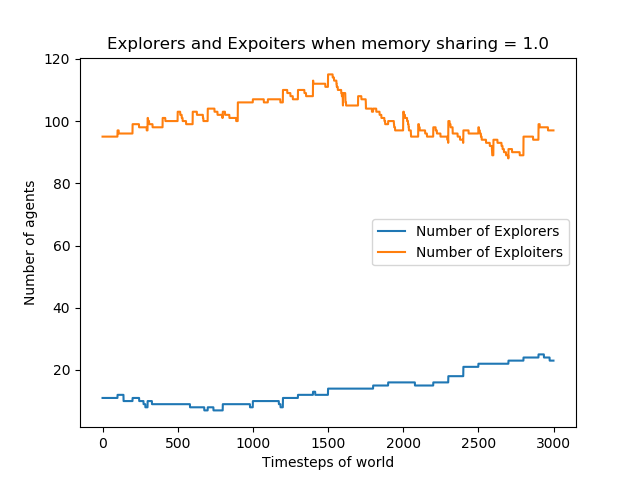 Explorers and Expoiters when memory sharing = 1.0
120
100
80
60
40
20
Number of agents
Number of Explorers
Number of Exploiters
0 500 1000 1500 2000 2500 3000
Timesteps of world